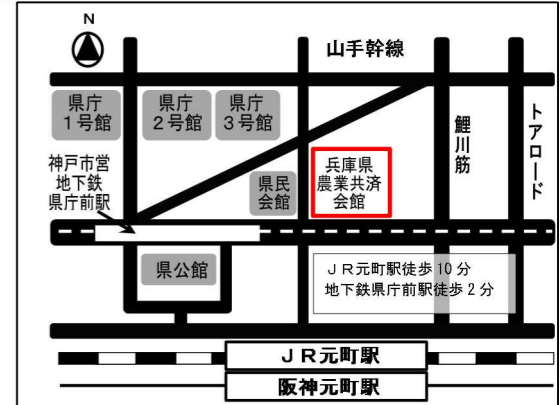 N
山手幹線
県庁
1号館
県庁
2号館
県庁
3号館
鯉川筋
トアロード
神戸市営
地下鉄
県庁前駅
県民
会館
兵庫県
農業共済
会館
県公館
JR元町駅徒歩10分
地下鉄県庁前駅徒歩2分
JR元町駅
阪神元町駅